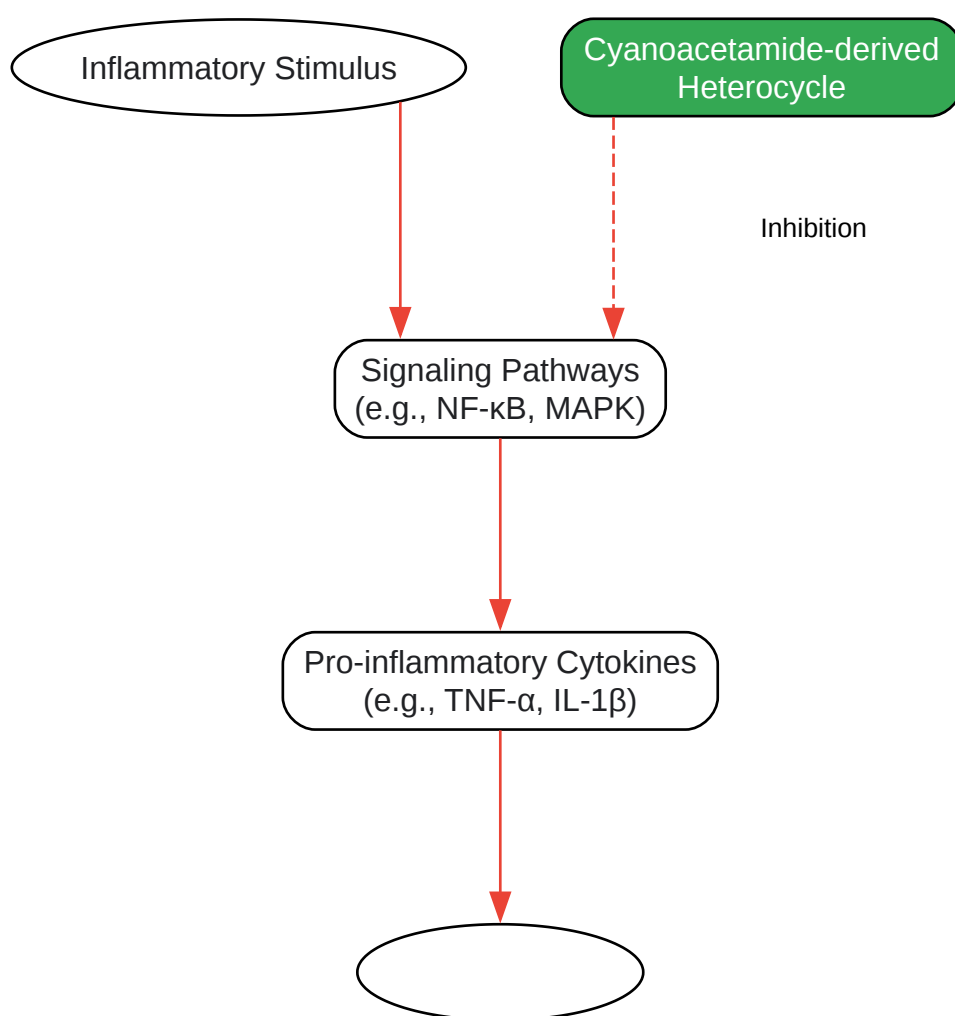 Inflammatory Stimulus
Cyanoacetamide-derived
Heterocycle
Inhibition
Signaling Pathways
(e.g., NF-κB, MAPK)
Pro-inflammatory Cytokines
(e.g., TNF-α, IL-1β)